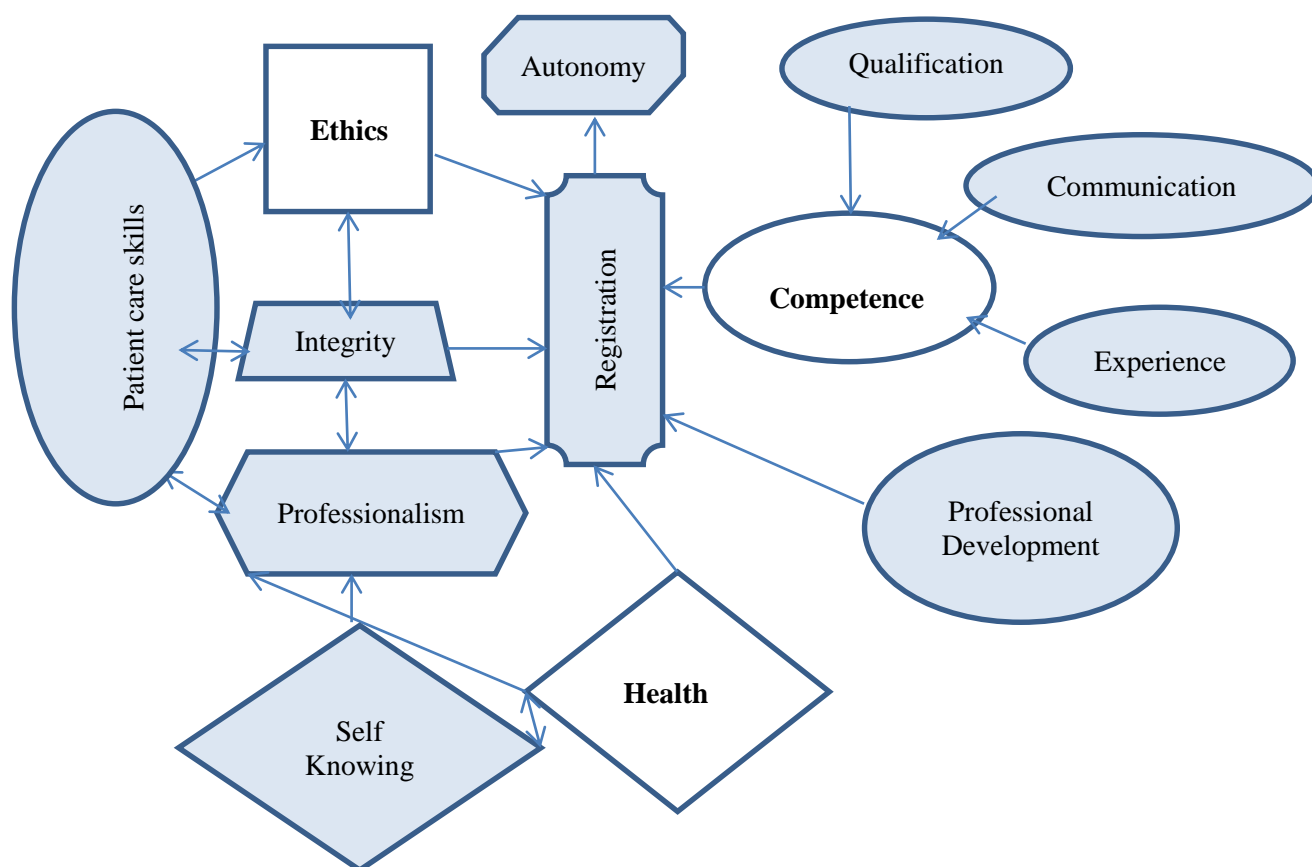 Autonomy
Qualification
Ethics
Communication
Patient care skills
Registration
Competence
Integrity
Experience
Professionalism
Professional
Development
Health
Self
Knowing